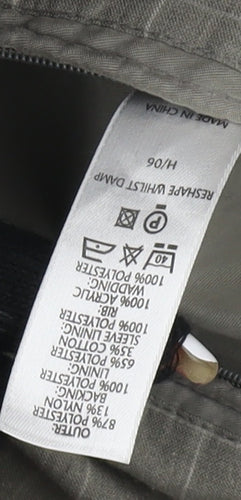 OUTER:
87% POLYESTER
13% NYLON
BACKING:
100% POLYESTER
LINING:
65% COTTON
35% POLYESTER
SLEEVE LINING:
100% POLYESTER
RIB:
100% ACRYLIC
WADDING:
100% POLYESTER
40
P
RESHAPE WHILST DAMP
H/06
MADE IN CHINA